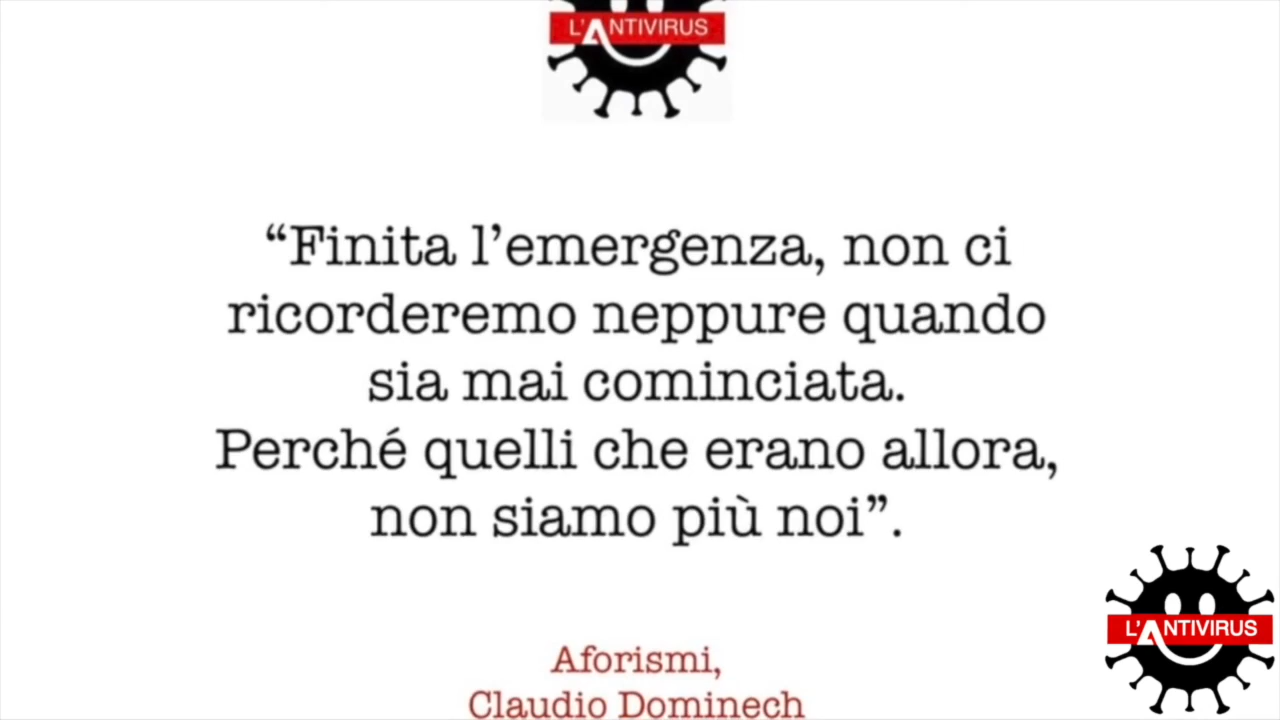 L'ANTIVIRUS
“Finita l’emergenza, non ci
ricorderemo neppure quando
sia mai cominciata.
Perché quelli che erano allora,
non siamo più noi”.
L'ANTIVIRUS
Aforismi,
Claudio Dominech